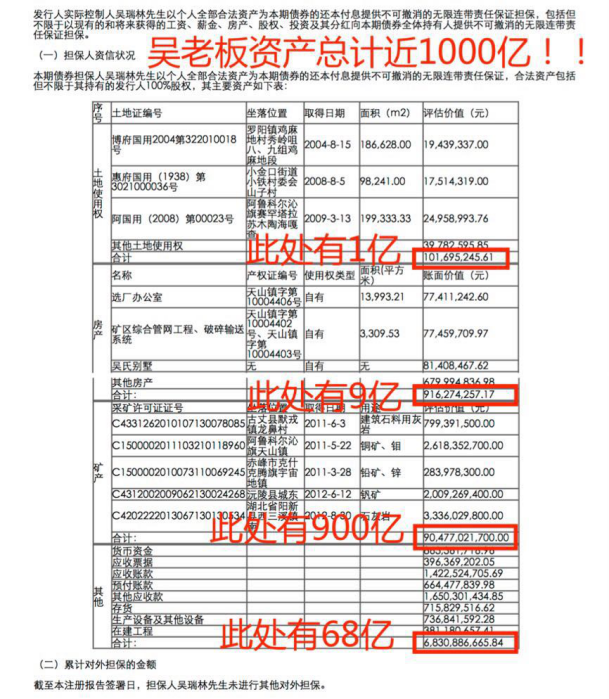 发行人实际控制人吴瑞林先生以个人全部合法资产为本期债券的还本付息提供不可撤消的无限连带责任保证担保，包括但
不限于以现有的和将来获得的工资、薪金、房产、股权、投资及其分红向本期债券全体持有人提供不可撤消的无限连带责
任保证担保。
（一）担保人资信状况
吴老板资产总计近1000亿！！
本期债券担保人吴瑞林先生以个人全部合法资产为本期债券的还本付息提供不可撤消的无限连带责任保证，合法资产包括
但不限于其持有的发行人100%股权，其主要资产如下表：
序号 土地证编号 坐落位置 取得日期 面积（m2） 评估价值（元）
土地使用权
博府国用2004第322010018号 罗阳镇鸡麻地村秀岭咀八、九组鸡麻地段 2004-8-15 186,628.00 19,439,337.00
惠府国用（1938）第3021000036号 小金口街道小铁村委会山子村 2008-8-5 98,241.00 17,514,319.00
阿国用（2008）第00023号 阿鲁科尔沁旗赛罕塔拉苏木陶海嘎 2009-3-13 199,333.33 24,958,993.76
其他土地使用权 39,782,595.85
合计 此处有1亿 101,695,245.61
名称 产权证编号 使用权类型 面积(平方米) 账面价值（元）
房产
选厂办公室 天山镇字第10004406号 自有 13,993.21 77,411,242.60
矿区综合管网工程、破碎输送系统 天山镇字第10004402号、天山镇字第10004403号 自有 3,309.53 77,459,709.97
吴氏别墅 无 自有 无 81,408,467.62
其他房产 679,994,836.98
合计： 此处有9亿 916,274,257.17
采矿许可证证号 坐落位置 取得日期 用途 评估价值（元）
矿产
C4331262010107130078085 古丈县默戎镇龙鼻村 2011-6-3 建筑石料用灰岩 799,391,500.00
C1500002011103210118960 阿鲁科尔沁旗天山镇 2011-5-22 铜矿、钼 2,618,352,700.00
C1500002010073110069245 赤峰市克什克腾旗宇宙地镇 2011-3-28 铅矿、锌 283,978,300.00
C4312002009062130024268 沅陵县城东 2012-6-12 钒矿 2,009,269,400.00
C4202222013067130130534 湖北省阳新县西三溪镇 2012-8-30 石灰岩 3,336,029,800.00
合计： 此处有900亿 90,477,021,700.00
其他
货币资金
应收票据 396,369,202.05
应收账款 1,422,524,705.69
预付账款 664,477,839.98
其他应收款 1,650,301,434.85
存货 715,829,516.62
生产设备及其他设备 736,841,592.28
在建工程 381,180,657.41
合计： 此处有68亿 6,830,886,665.84
（二）累计对外担保的金额
截至本注册报告签署日，担保人吴瑞林先生未进行其他对外担保。